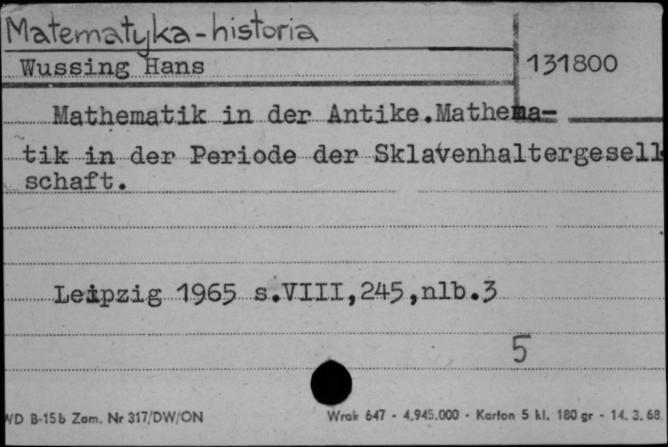 Matematyka-historia
Wussing Hans
131800
Mathematik in der Antike.Mathema-
tik in der Periode der Sklavenhaltergesell
schaft.
Leipzig 1965 s.VIII,245,nlb.3
5
WD B-15b Zam. Nr 317/DW/ON
Wrak 647 - 4,945.000 - Karton 5 kl. 180 gr - 14. 3. 68.